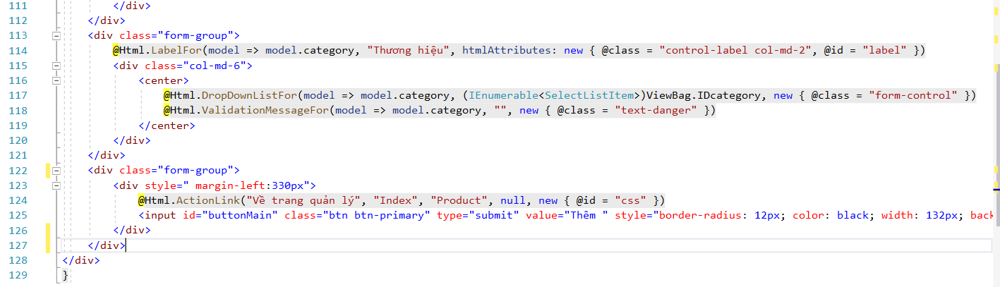 111 </div>
112 </div>
113 <div class="form-group">
114 @Html.LabelFor(model => model.category, "Thương hiệu", htmlAttributes: new { @class = "control-label col-md-2", @id = "label" })
115 <div class="col-md-6">
116 <center>
117 @Html.DropDownListFor(model => model.category, (IEnumerable<SelectListItem>)ViewBag.IDcategory, new { @class = "form-control" })
118 @Html.ValidationMessageFor(model => model.category, "", new { @class = "text-danger" })
119 </center>
120 </div>
121 </div>
122 <div class="form-group">
123 <div style=" margin-left:330px">
124 @Html.ActionLink("Về trang quản lý", "Index", "Product", null, new { @id = "css" })
125 <input id="buttonMain" class="btn btn-primary" type="submit" value="Thêm " style="border-radius: 12px; color: black; width: 132px; back
126 </div>
127 </div>
128 </div>
129 }